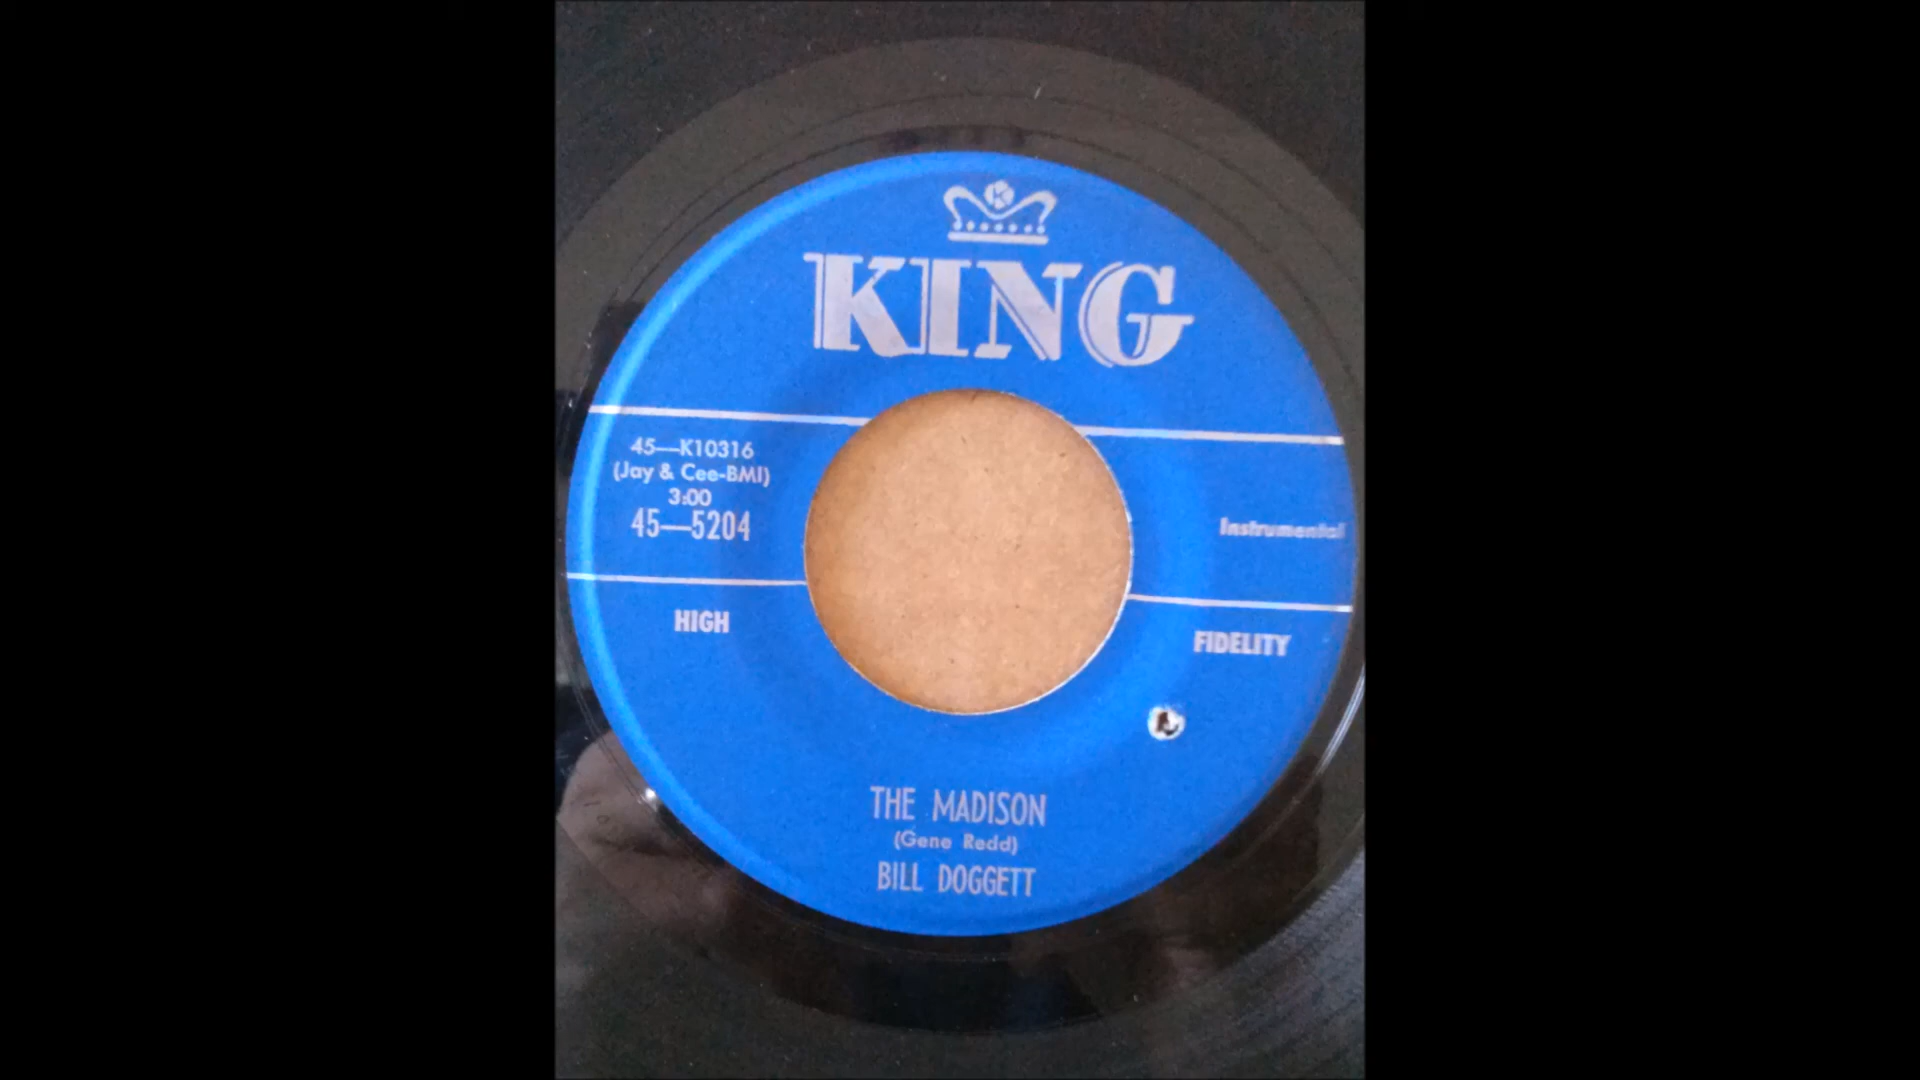 K
KING
45—K10316
(Jay & Cee-BMI)
3:00
45—5204
Instrumental
HIGH
FIDELITY
THE MADISON
(Gene Redd)
BILL DOGGETT